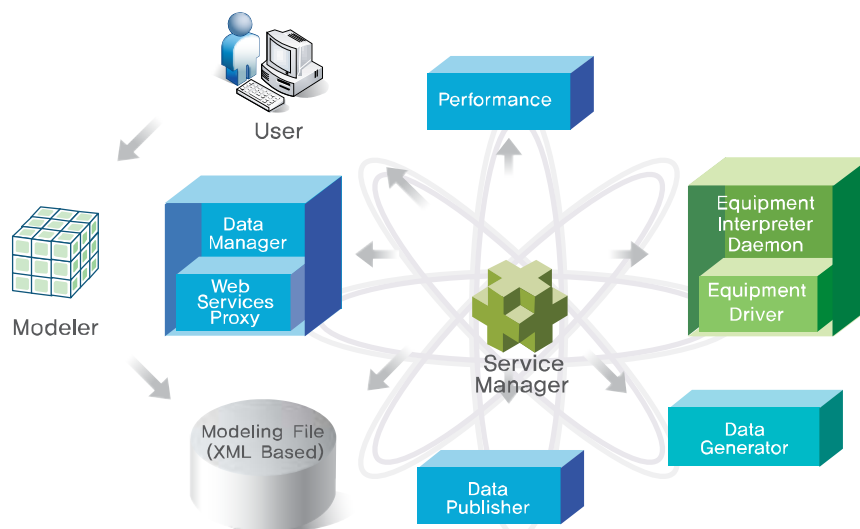 User
Performance
Data
Manager
Web
Services
Proxy
Equipment
Interpreter
Daemon
Equipment
Driver
Modeler
Service
Manager
Modeling File
(XML Based)
Data
Publisher
Data
Generator